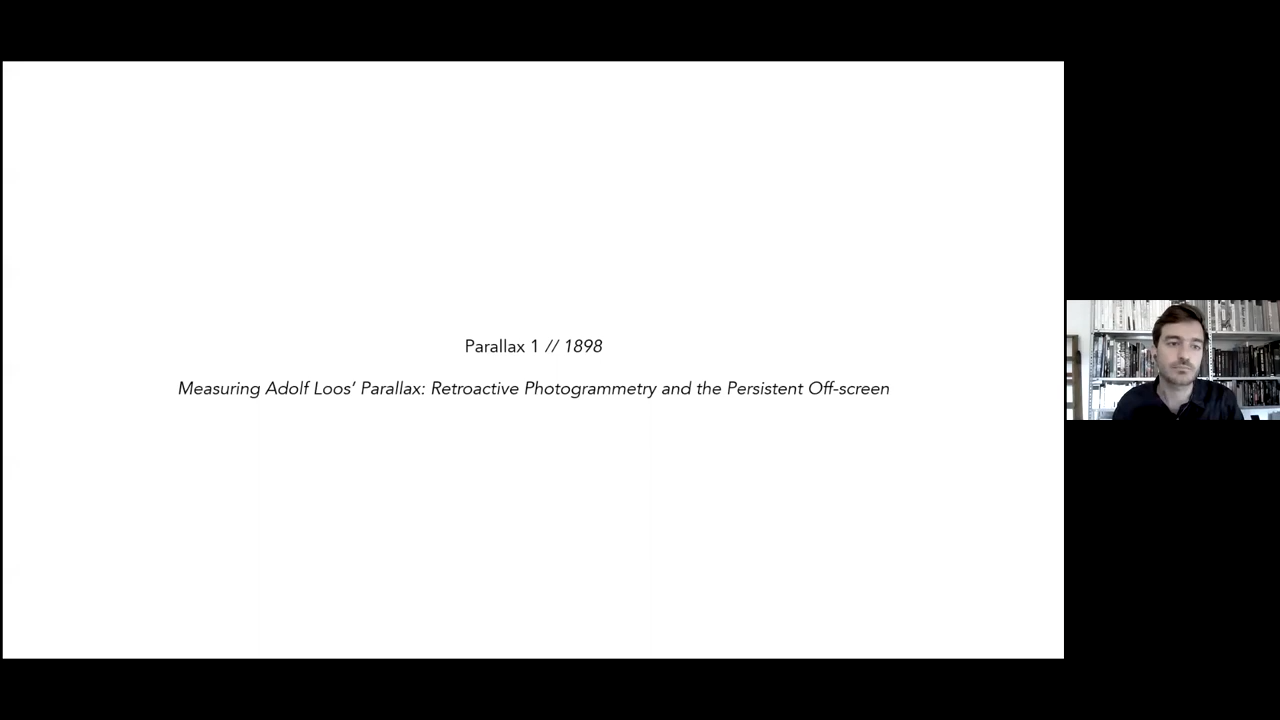 Parallax 1 // 1898
Measuring Adolf Loos’ Parallax: Retroactive Photogrammetry and the Persistent Off-screen